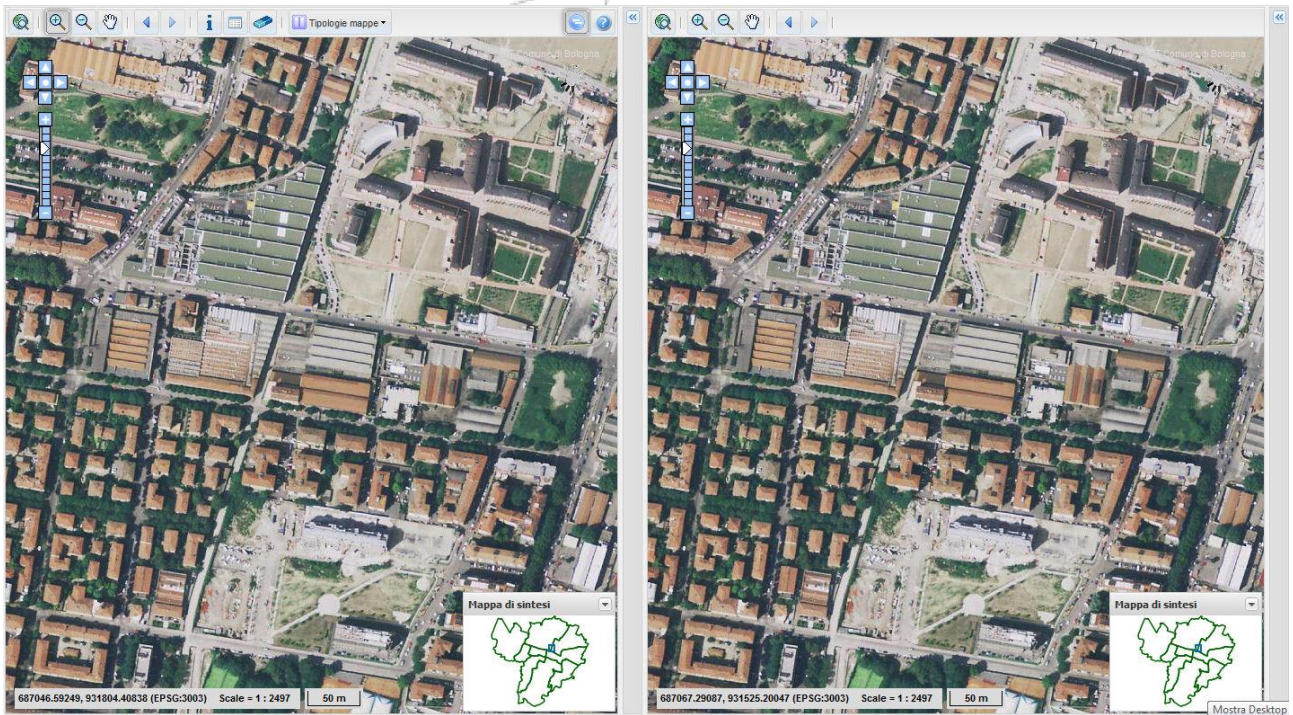 Tipologie mappe
Comune di Bologna
Comune di Bologna
Mappa di sintesi
Mappa di sintesi
687046.59249, 931804.40838 (EPSG:3003) Scale = 1 : 2497 50 m
687067.29087, 931525.20047 (EPSG:3003) Scale = 1 : 2497 50 m
Mostra Desktop